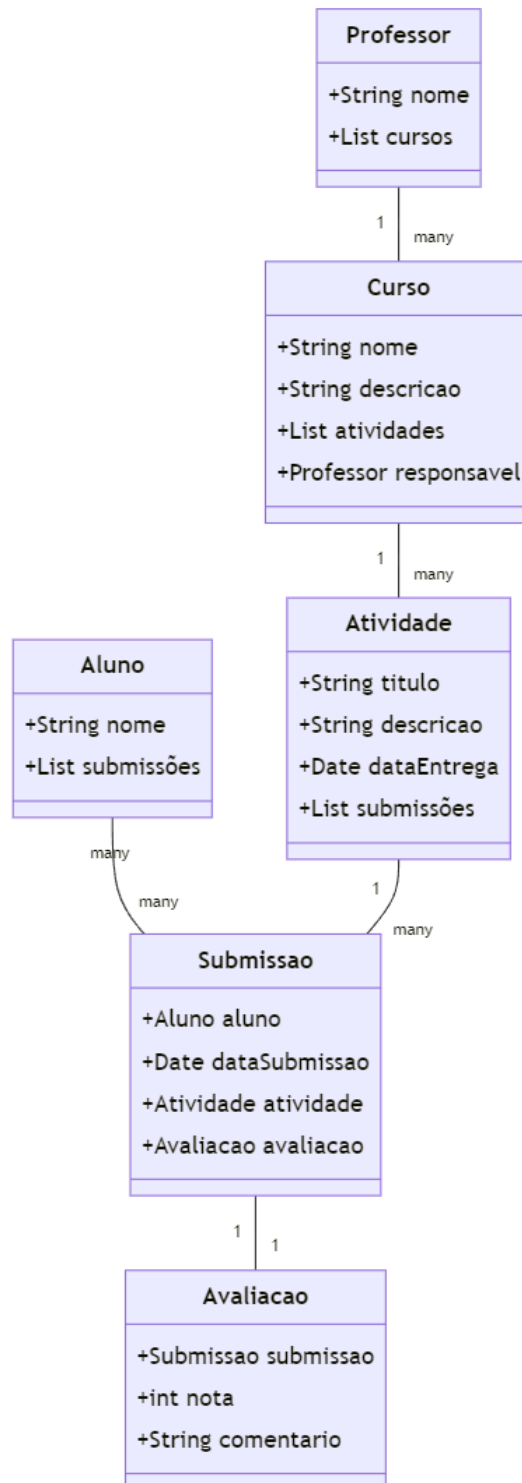 Professor
+String nome
+List cursos
1
many
Curso
+String nome
+String descricao
+List atividades
+Professor responsavel
1
many
Aluno
+String nome
+List submissões
Atividade
+String titulo
+String descricao
+Date dataEntrega
+List submissões
many
many
1
many
Submissao
+Aluno aluno
+Date dataSubmissao
+Atividade atividade
+Avaliacao avaliacao
1
1
Avaliacao
+Submissao submissao
+int nota
+String comentario